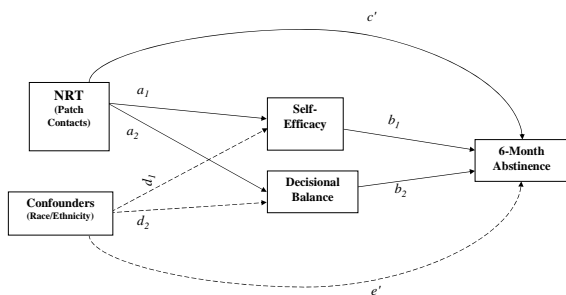 c′
NRT
(Patch
Contacts)
a1
a2
Self-
Efficacy
b1
6-Month
Abstinence
d1
Decisional
Balance
b2
Confounders
(Race/Ethnicity)
d2
e′